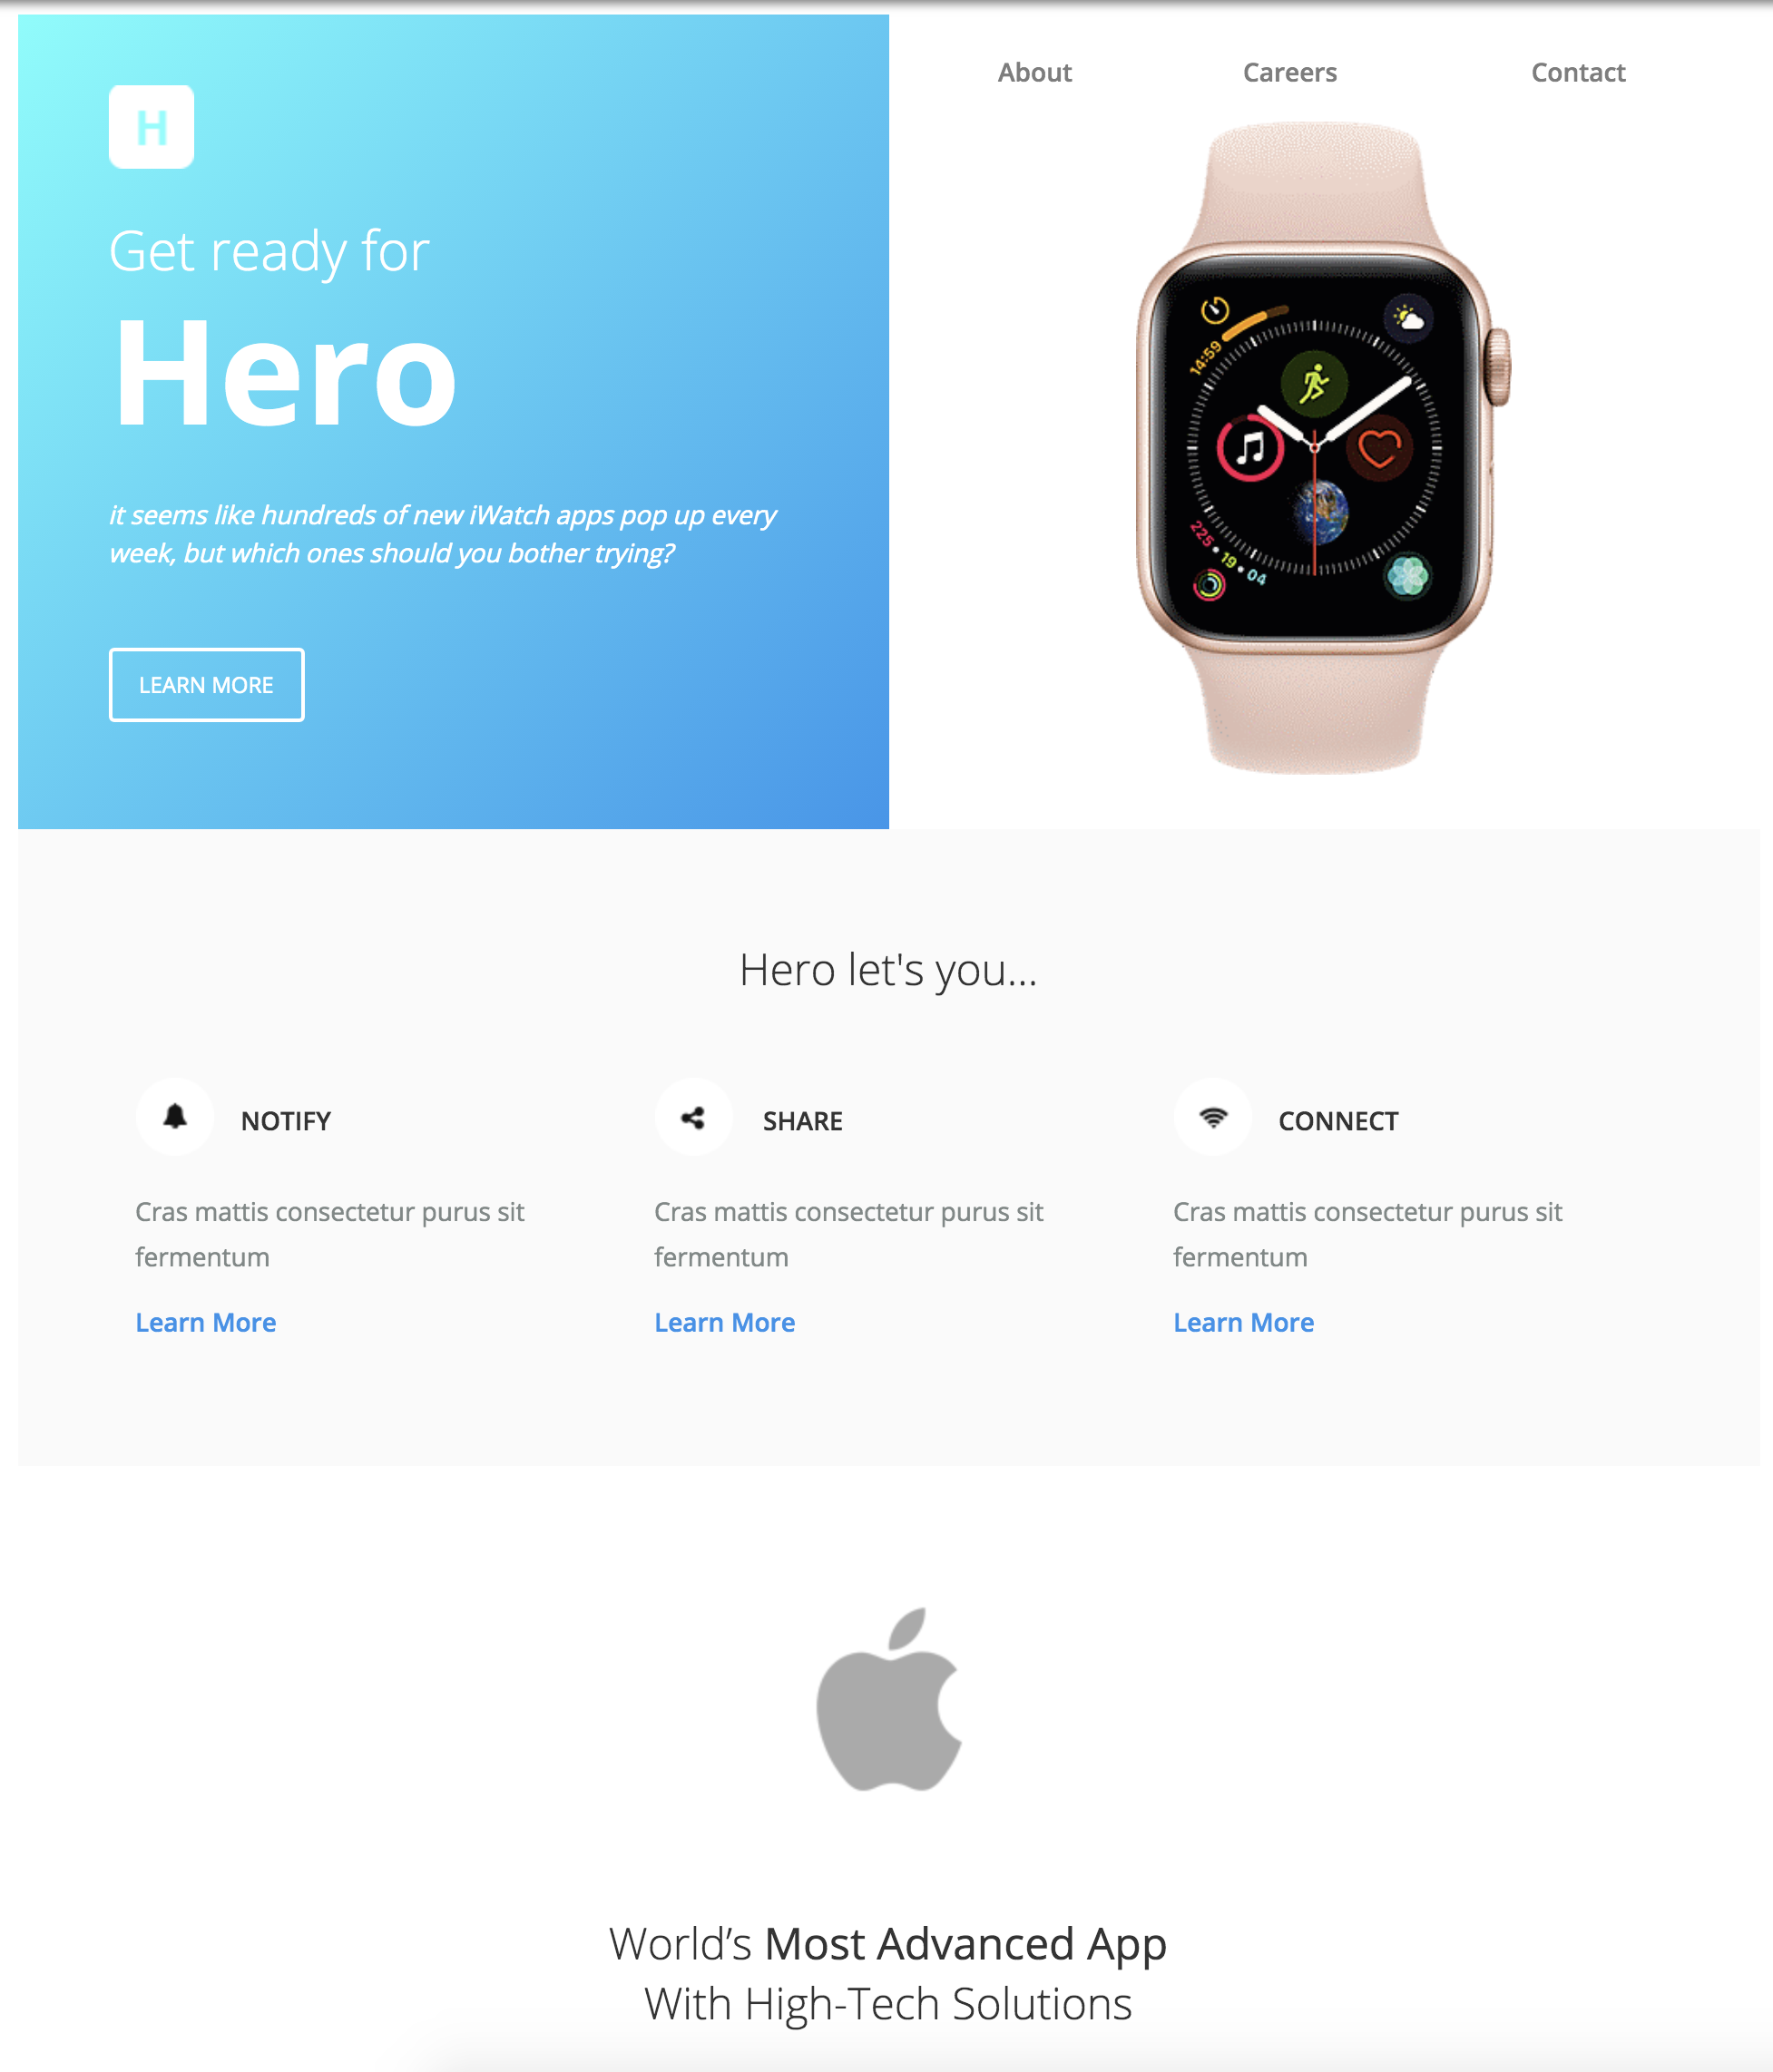 About Careers Contact
H
Get ready for
Hero
it seems like hundreds of new iWatch apps pop up every
week, but which ones should you bother trying?
LEARN MORE
14:59
225 • 19 • 04
Hero let's you...
NOTIFY
Cras mattis consectetur purus sit
fermentum
Learn More
SHARE
Cras mattis consectetur purus sit
fermentum
Learn More
CONNECT
Cras mattis consectetur purus sit
fermentum
Learn More
World’s Most Advanced App
With High-Tech Solutions